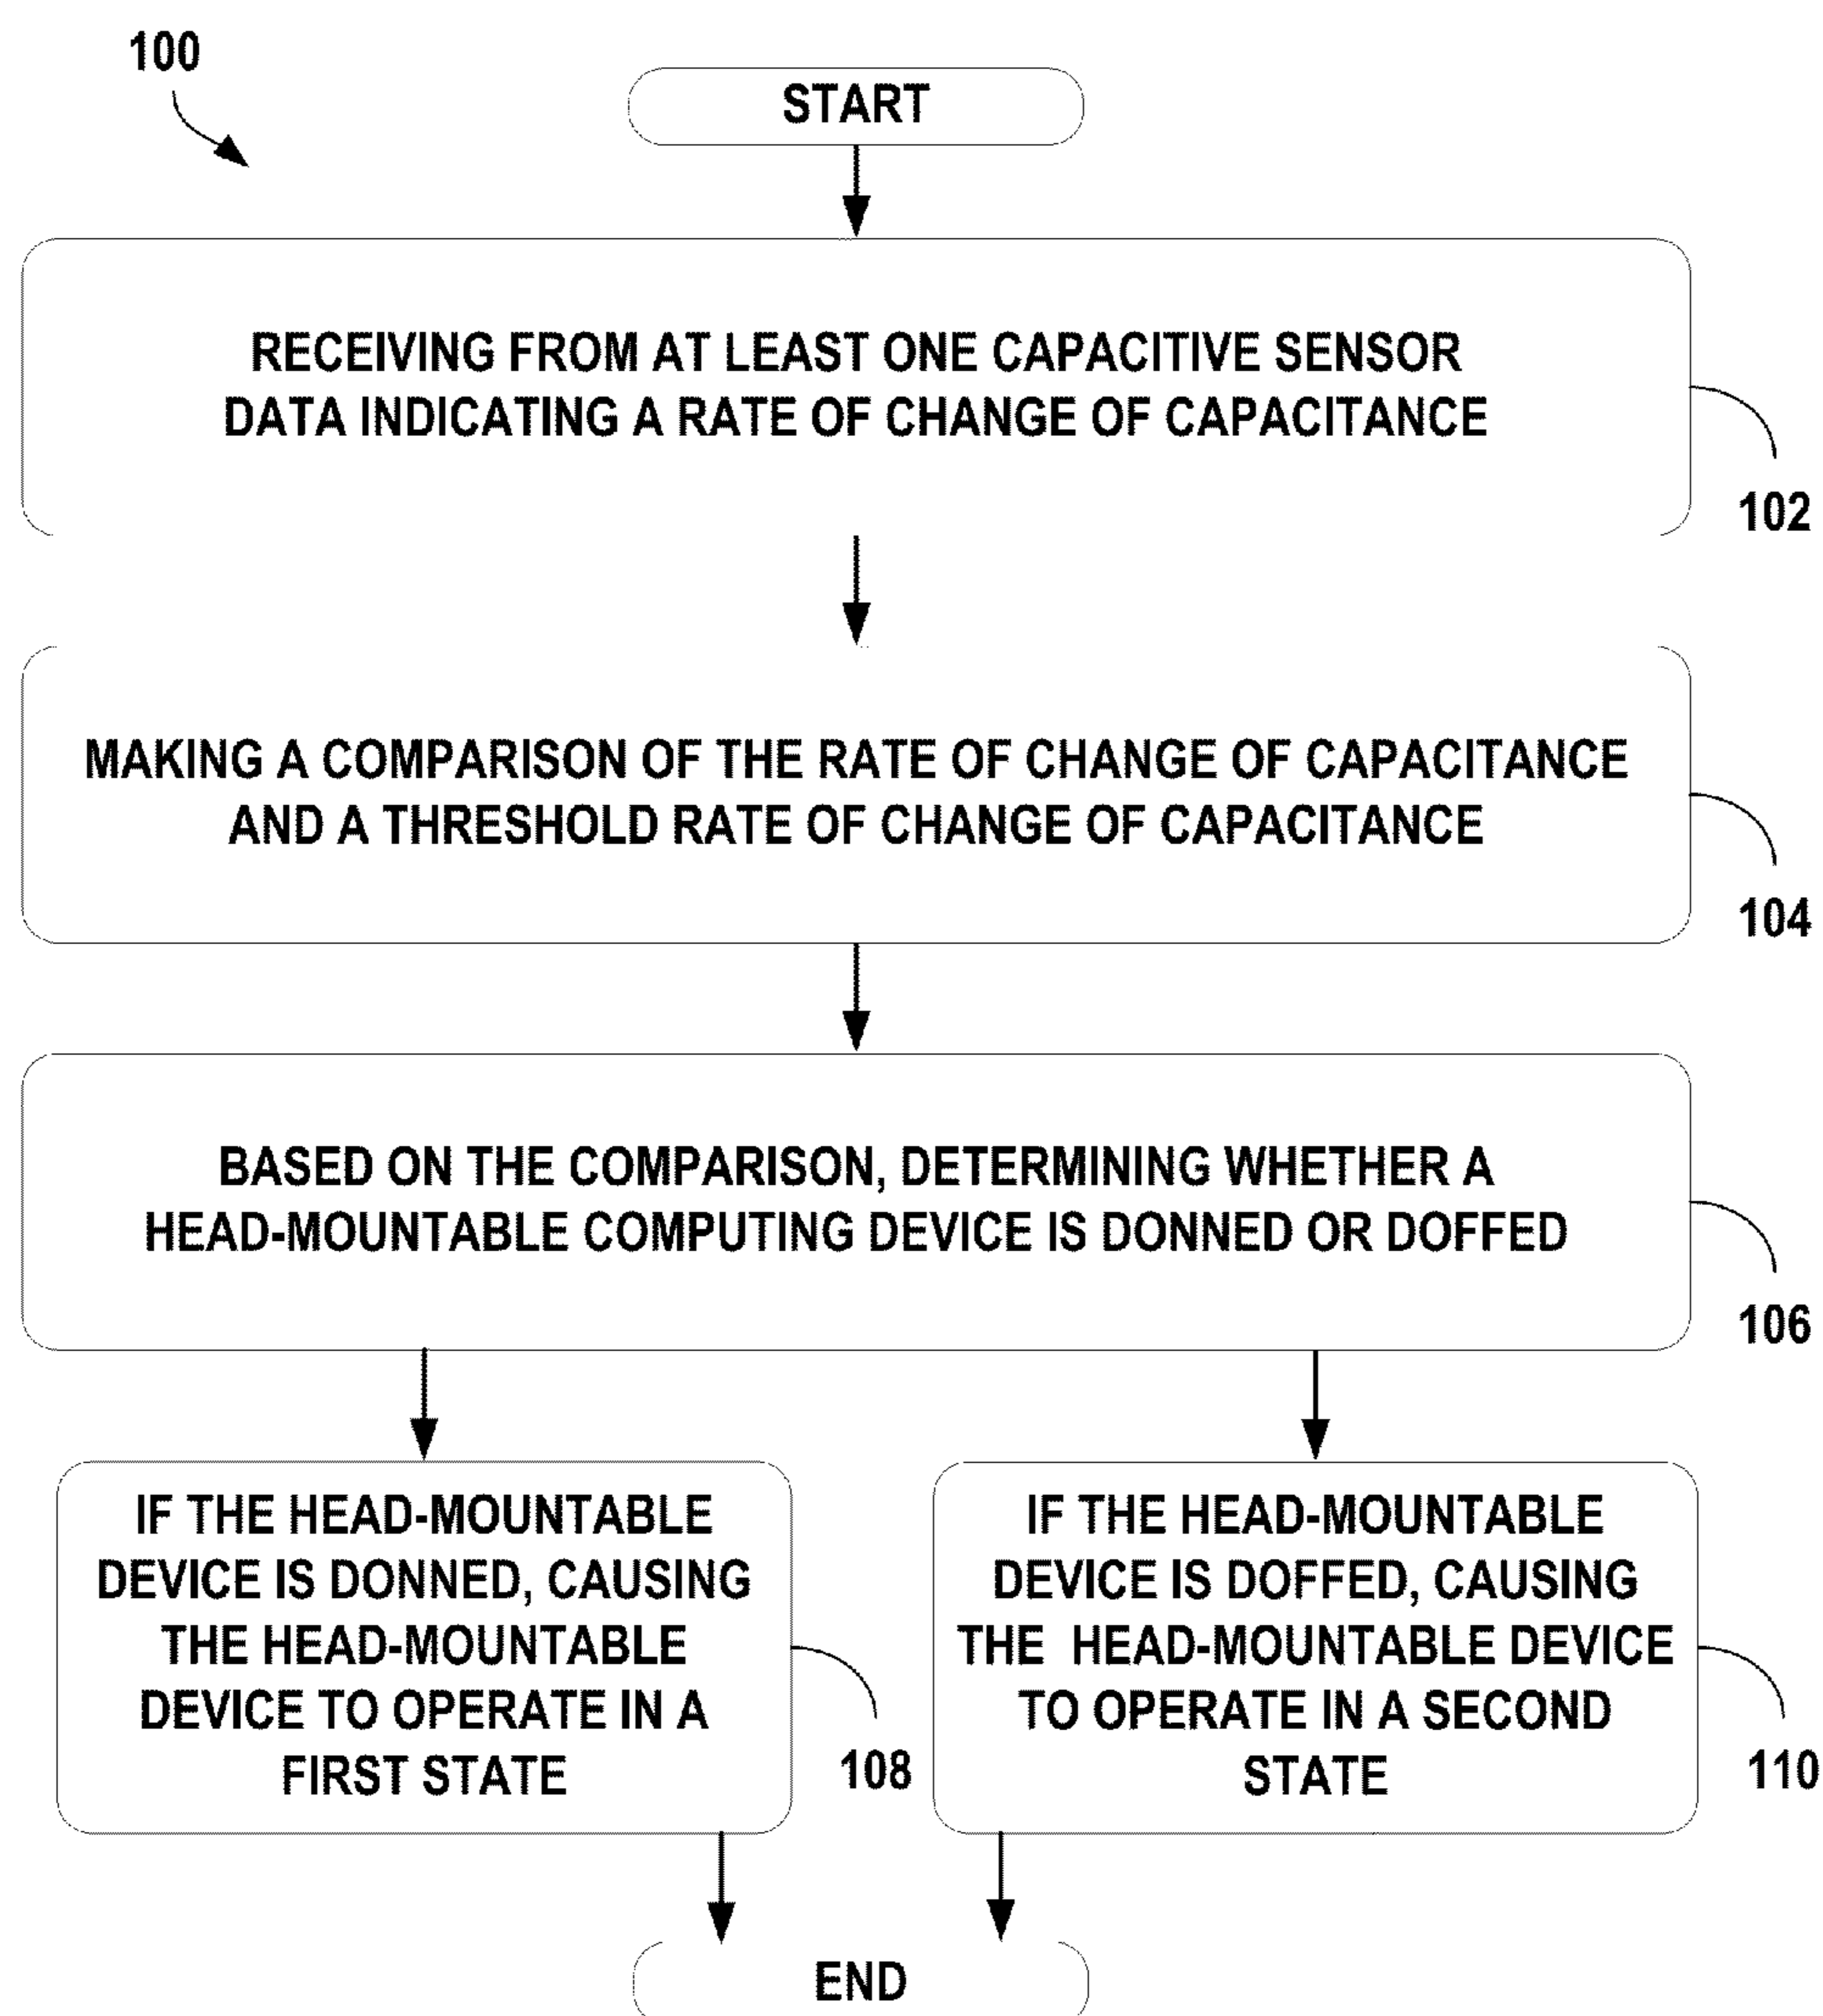 100
START
RECEIVING FROM AT LEAST ONE CAPACITIVE SENSOR
DATA INDICATING A RATE OF CHANGE OF CAPACITANCE
102
MAKING A COMPARISON OF THE RATE OF CHANGE OF CAPACITANCE
AND A THRESHOLD RATE OF CHANGE OF CAPACITANCE
104
BASED ON THE COMPARISON, DETERMINING WHETHER A
HEAD-MOUNTABLE COMPUTING DEVICE IS DONNED OR DOFFED
106
IF THE HEAD-MOUNTABLE
DEVICE IS DONNED, CAUSING
THE HEAD-MOUNTABLE
DEVICE TO OPERATE IN A
FIRST STATE
108
IF THE HEAD-MOUNTABLE
DEVICE IS DOFFED, CAUSING
THE HEAD-MOUNTABLE DEVICE
TO OPERATE IN A SECOND
STATE
110
END